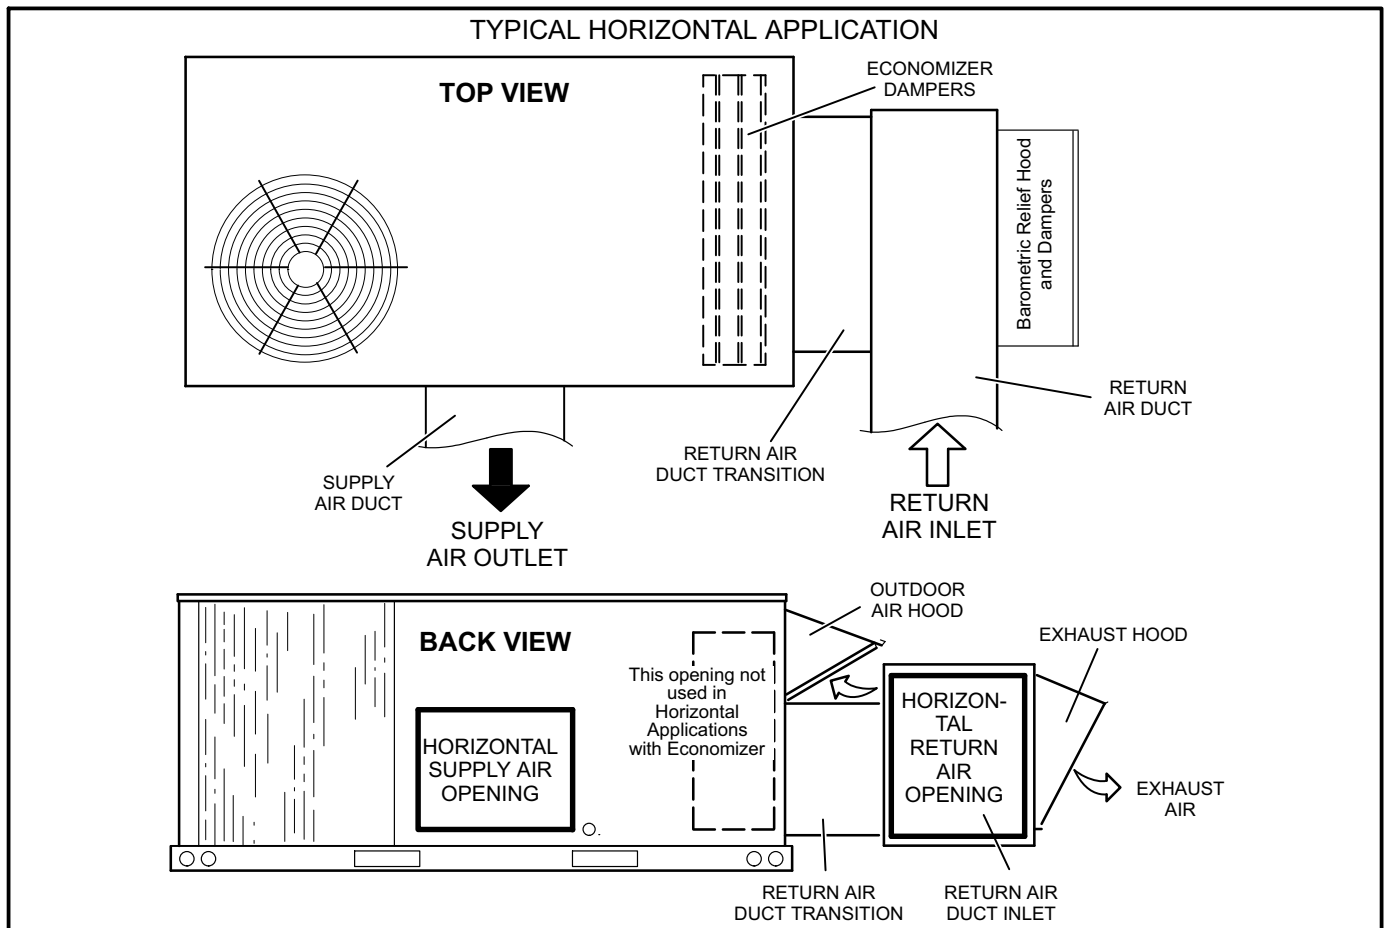 TYPICAL HORIZONTAL APPLICATION
TOP VIEW
ECONOMIZER
DAMPERS
Barometric Relief Hood
and Dampers
RETURN
AIR DUCT
RETURN AIR
DUCT TRANSITION
SUPPLY
AIR DUCT
SUPPLY
AIR OUTLET
RETURN
AIR INLET
BACK VIEW
OUTDOOR
AIR HOOD
EXHAUST HOOD
This opening not
used in
Horizontal
Applications
with Economizer
HORIZONTAL
SUPPLY AIR
OPENING
HORIZON-
TAL
RETURN
AIR
OPENING
EXHAUST
AIR
RETURN AIR
DUCT TRANSITION
RETURN AIR
DUCT INLET